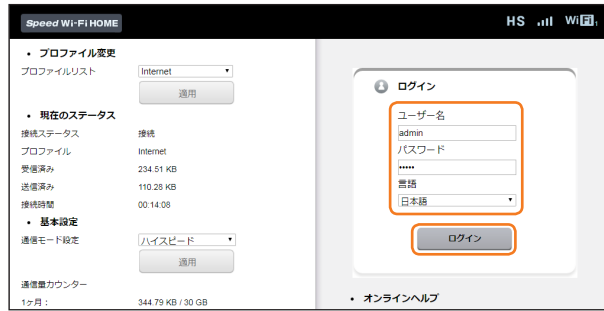 Speed Wi-Fi HOME
HS WiFi 1
• プロファイル変更
プロファイルリスト Internet
適用
• 現在のステータス
接続ステータス 接続
プロファイル Internet
受信済み 234.51 KB
送信済み 110.28 KB
接続時間 00:14:08
• 基本設定
通信モード設定 ハイスピード
適用
通信量カウンター
1ヶ月： 344.79 KB / 30 GB
ログイン
ユーザー名
admin
パスワード
•••••
言語
日本語
ログイン
• オンラインヘルプ